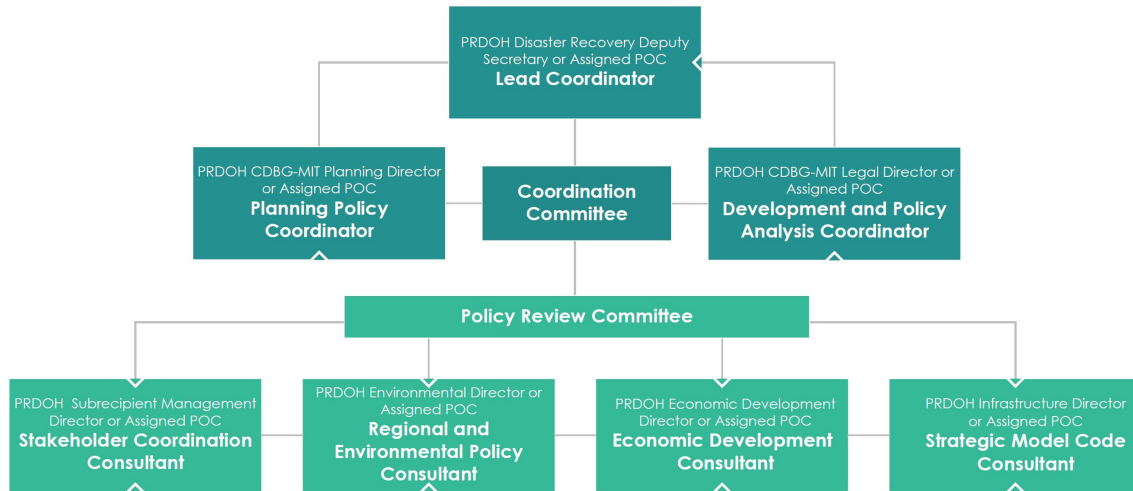 PRDOH Disaster Recovery Deputy
Secretary or Assigned POC
Lead Coordinator
PRDOH CDBG-MIT Planning Director
or Assigned POC
Planning Policy
Coordinator
Coordination
Committee
PRDOH CDBG-MIT Legal Director or
Assigned POC
Development and Policy
Analysis Coordinator
Policy Review Committee
PRDOH Subrecipient Management
Director or Assigned POC
Stakeholder Coordination
Consultant
PRDOH Environmental Director or
Assigned POC
Regional and
Environmental Policy
Consultant
PRDOH Economic Development
Director or Assigned POC
Economic Development
Consultant
PRDOH Infrastructure Director
or Assigned POC
Strategic Model Code
Consultant